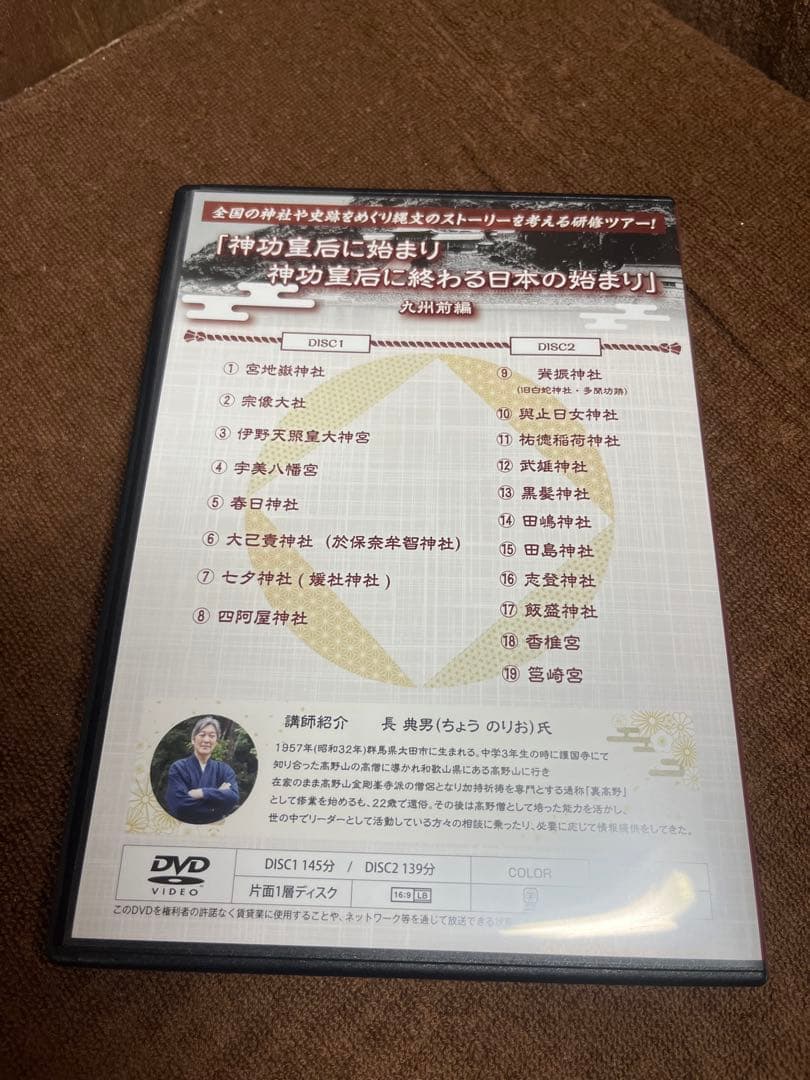 全国の神社や史跡をめぐり縄文のストーリーを考える研修ツアー!
「神功皇后に始まり
神功皇后に終わる日本の始まり」
九州前編
DISC1
① 宮地嶽神社
② 宗像大社
③ 伊野天照皇大神宮
④ 宇美八幡宮
⑤ 春日神社
⑥ 大己貴神社(於保奈牟智神社)
⑦ 七夕神社(媛社神社)
⑧ 四阿屋神社
DISC2
⑨ 脊振神社
(旧白蛇神社・多聞坊跡)
⑩ 與止日女神社
⑪ 祐徳稲荷神社
⑫ 武雄神社
⑬ 黒髪神社
⑭ 田嶋神社
⑮ 田島神社
⑯ 志登神社
⑰ 飯盛神社
⑱ 香椎宮
⑲ 筥崎宮
講師紹介 長 典男(ちょう のりお)氏
1957年(昭和32年)群馬県太田市に生まれる。中学3年生の時に護国寺にて
知り合った高野山の高僧に導かれ和歌山県にある高野山に行き
在家のまま高野山金剛峯寺派の僧侶となり加持祈祷を専門とする通称「裏高野」
として修業を始めるも、22歳で還俗。その後は高野僧として培った能力を活かし、
世の中でリーダーとして活動している方々の相談に乗ったり、必要に応じて情報提供をしてきた。
DVD VIDEO
DISC1 145分 / DISC2 139分
COLOR
片面1層ディスク
16:9 LB
このDVDを権利者の許諾なく賃貸業に使用することや、ネットワーク等を通じて放送できる